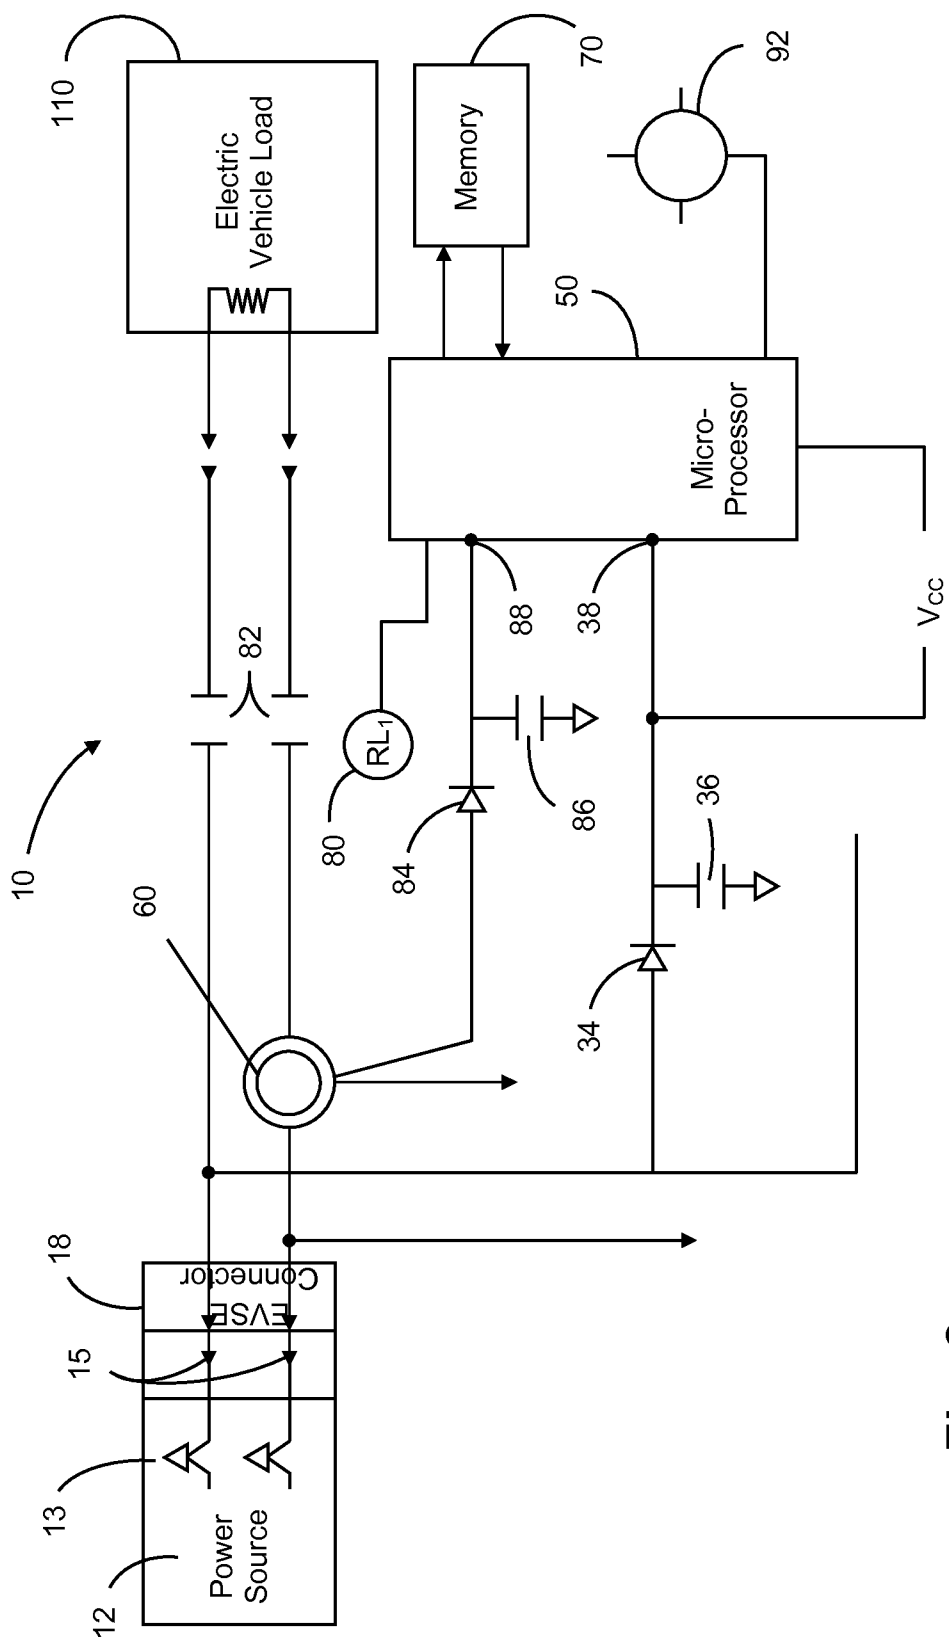 110
Electric
Vehicle Load
70
Memory
92
50
Micro-
Processor
82
88
38
Vcc
10
RL1
80
84
86
36
60
34
18
EVSE
Connector
15
13
12
Power
Source